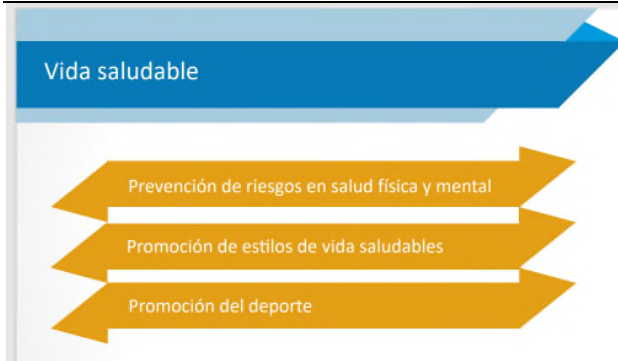 Vida saludable
Prevención de riesgos en salud física y mental
Promoción de estilos de vida saludables
Promoción del deporte